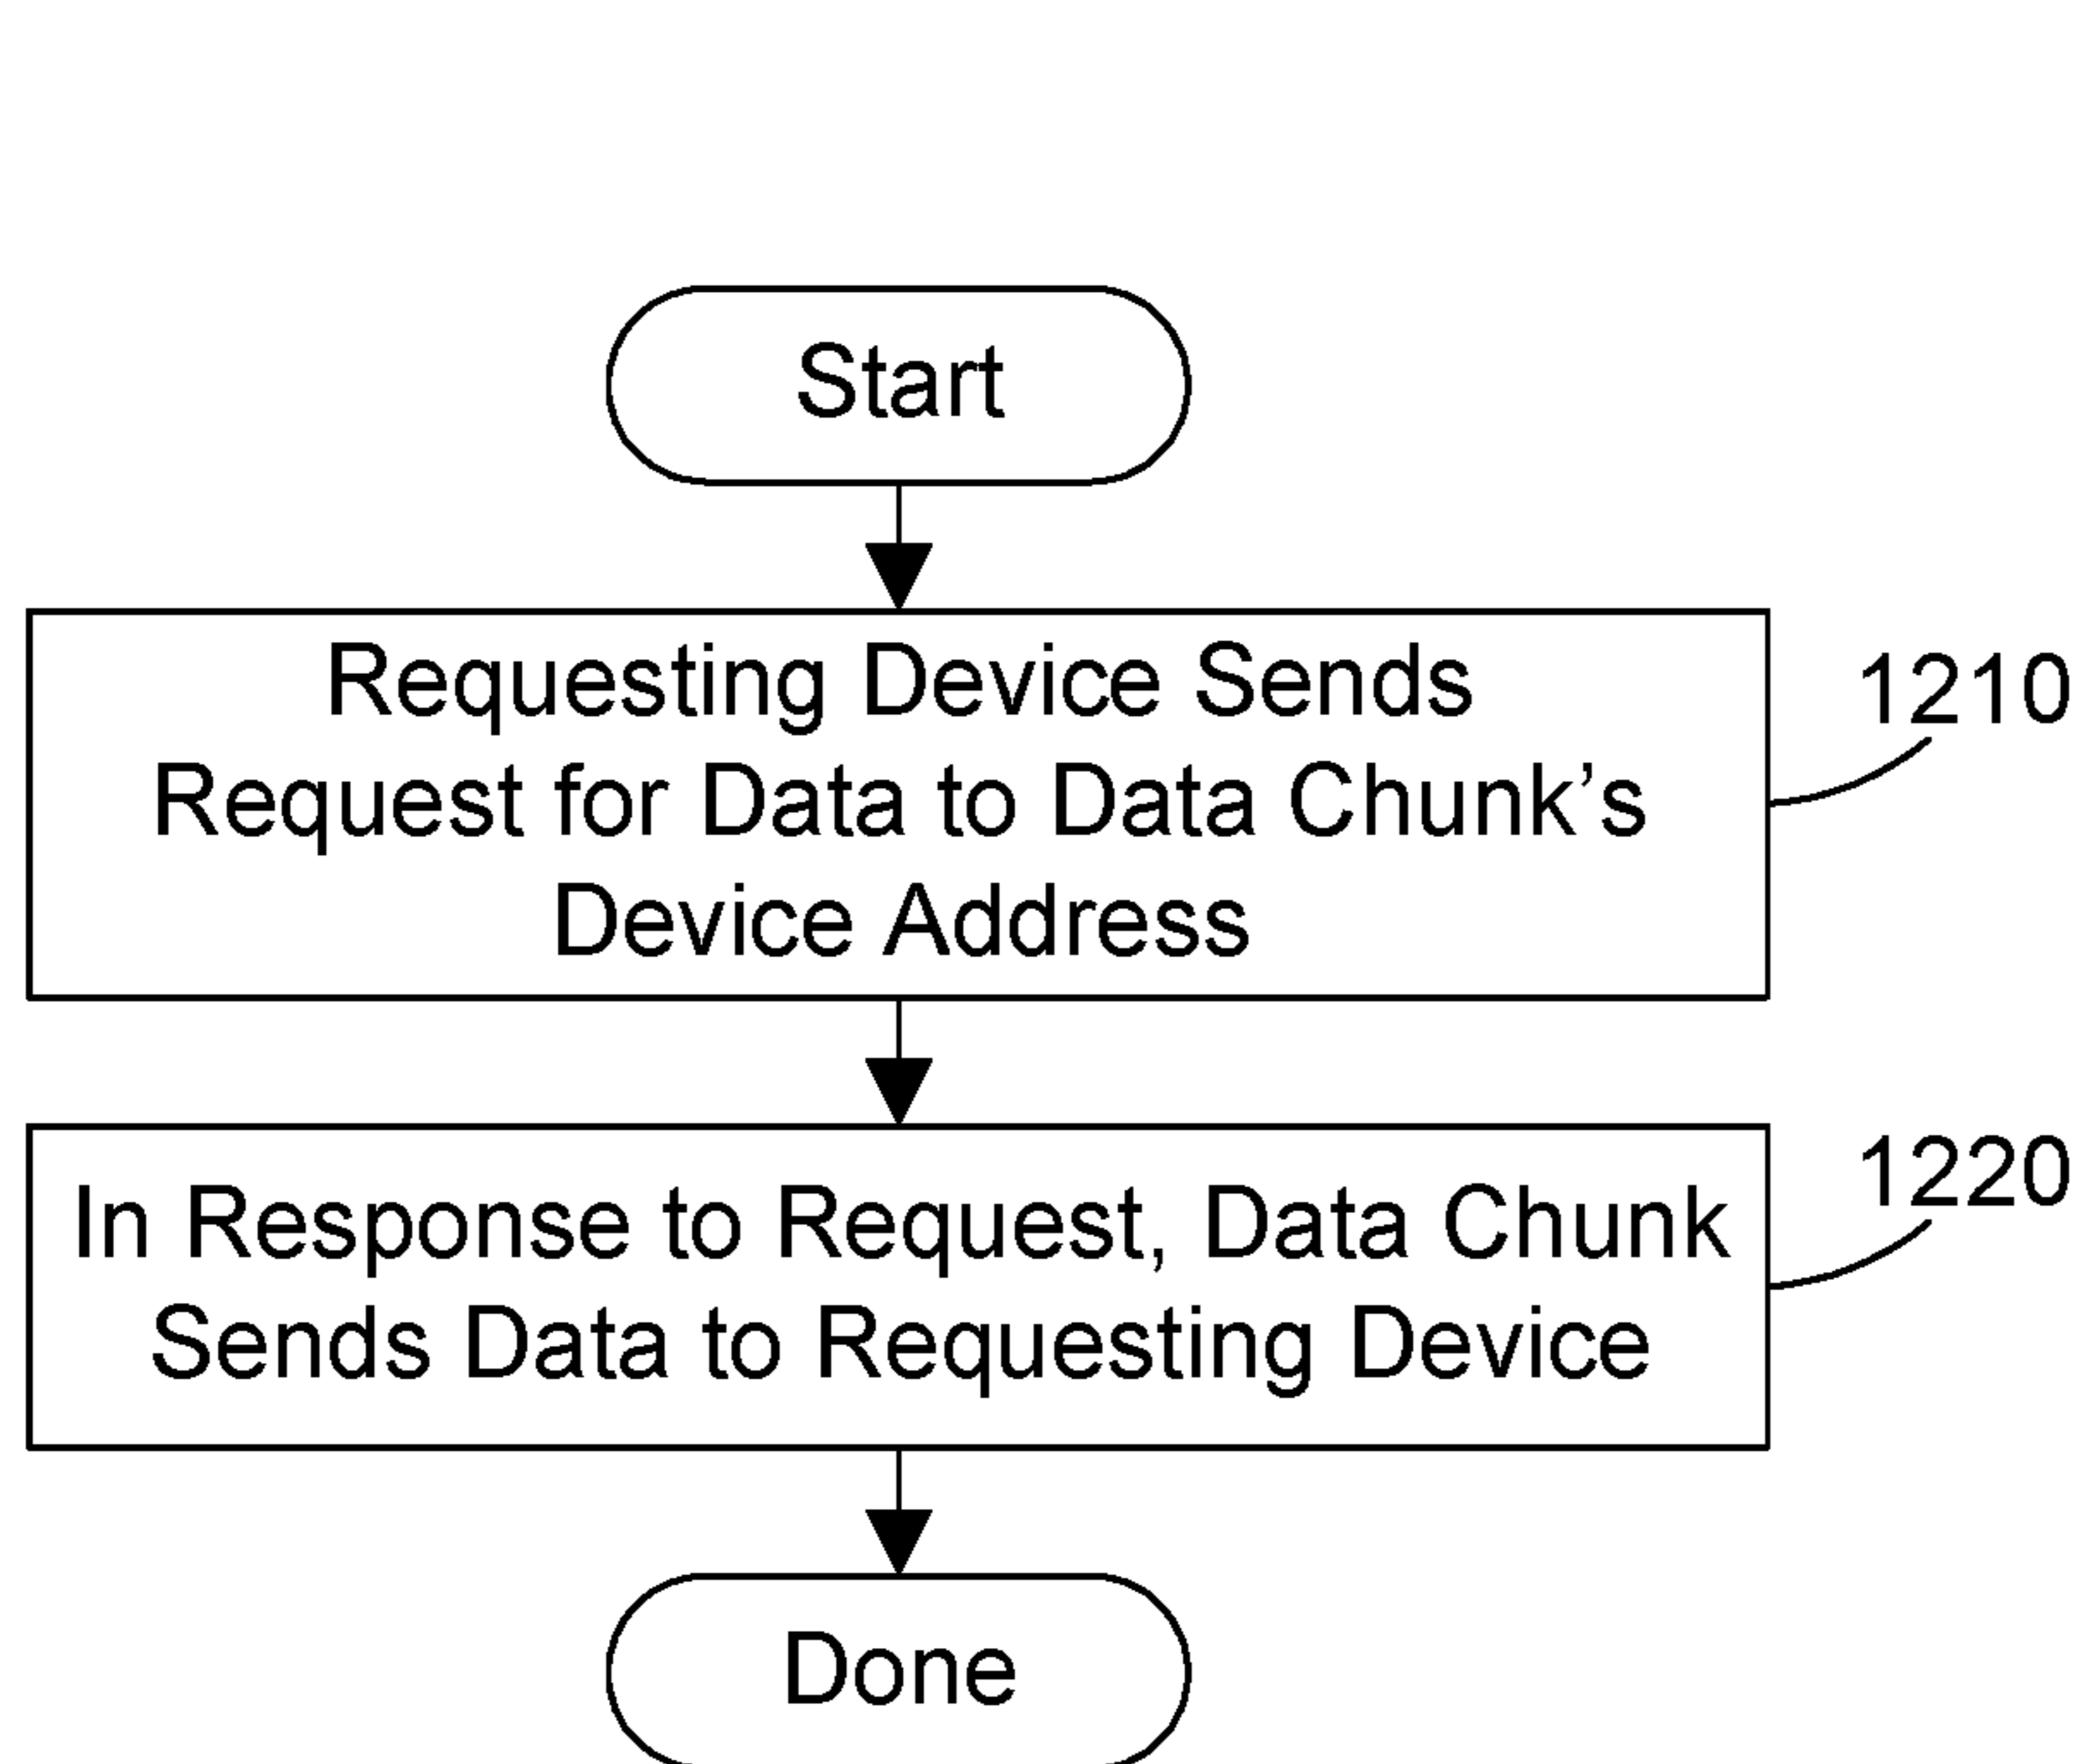 Start
Requesting Device Sends
Request for Data to Data Chunk’s
Device Address
1210
In Response to Request, Data Chunk
Sends Data to Requesting Device
1220
Done